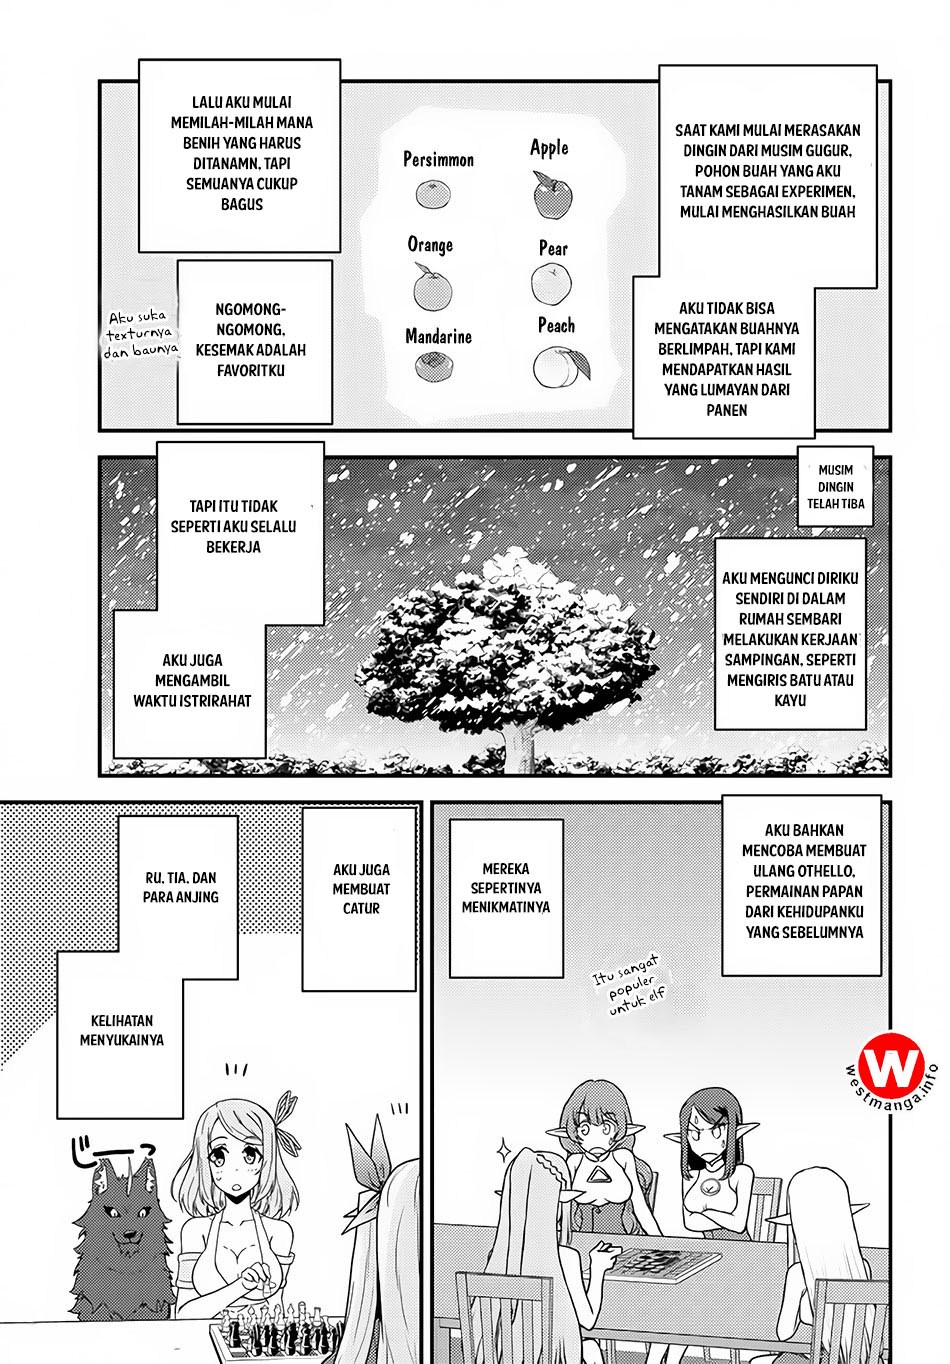 SAAT KAMI MULAI MERASAKAN
DINGIN DARI MUSIM GUGUR,
POHON BUAH YANG AKU
TANAM SEBAGAI EXPERIMEN,
MULAI MENGHASILKAN BUAH
AKU TIDAK BISA
MENGATAKAN BUAHNYA
BERLIMPAH, TAPI KAMI
MENDAPATKAN HASIL
YANG LUMAYAN DARI
PANEN
Apple
Pear
Peach
Persimmon
Orange
Mandarine
LALU AKU MULAI
MEMILAH-MILAH MANA
BENIH YANG HARUS
DITANAMN, TAPI
SEMUANYA CUKUP
BAGUS
NGOMONG-
NGOMONG,
KESEMAK ADALAH
FAVORITKU
Aku suka
texturnya
dan baunya
MUSIM
DINGIN
TELAH TIBA
AKU MENGUNCI DIRIKU
SENDIRI DI DALAM
RUMAH SEMBARI
MELAKUKAN KERJAAN
SAMPINGAN, SEPERTI
MENGIRIS BATU ATAU
KAYU
TAPI ITU TIDAK
SEPERTI AKU SELALU
BEKERJA
AKU JUGA
MENGAMBIL
WAKTU ISTRIRAHAT
AKU BAHKAN
MENCOBA MEMBUAT
ULANG OTHELLO,
PERMAINAN PAPAN
DARI KEHIDUPANKU
YANG SEBELUMNYA
MEREKA
SEPERTINYA
MENIKMATINYA
Itu sangat
populer
untuk elf
AKU JUGA
MEMBUAT
CATUR
RU, TIA, DAN
PARA ANJING
KELIHATAN
MENYUKAINYA
じーっ
W
westmanga.info